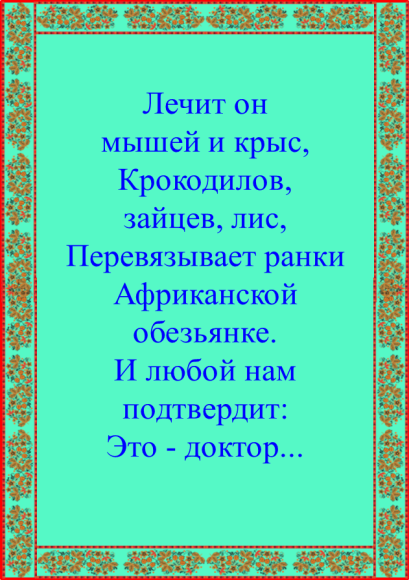 Лечит он
мышей и крыс,
Крокодилов,
зайцев, лис,
Перевязывает ранки
Африканской
обезьянке.
И любой нам
подтвердит:
Это - доктор...